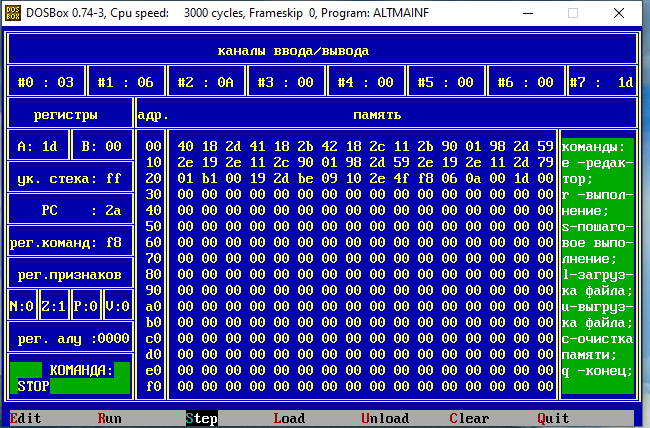 DOS BOX DOSBox 0.74-3, Cpu speed: 3000 cycles, Frameskip 0, Program: ALTMAINF
каналы ввода/вывода
#0 : 03 #1 : 06 #2 : 0A #3 : 00 #4 : 00 #5 : 00 #6 : 00 #7 : 1d
регистры адр. память
A: 1d B: 00 00 40 18 2d 41 18 2b 42 18 2c 11 2b 90 01 98 2d 59 команды:
10 2e 19 2e 11 2c 90 01 98 2d 59 2e 19 2e 11 2d 79 е -редак-
ук. стека: ff 20 01 b1 00 19 2d be 09 10 2e 4f f8 06 0a 00 1d 00 тор;
30 00 00 00 00 00 00 00 00 00 00 00 00 00 00 00 00 r -выпол-
PC : 2a 40 00 00 00 00 00 00 00 00 00 00 00 00 00 00 00 00 нение;
50 00 00 00 00 00 00 00 00 00 00 00 00 00 00 00 00 s-пошаго-
рег.команд: f8 60 00 00 00 00 00 00 00 00 00 00 00 00 00 00 00 00 вое выпо-
70 00 00 00 00 00 00 00 00 00 00 00 00 00 00 00 00 лнение;
рег.признаков 80 00 00 00 00 00 00 00 00 00 00 00 00 00 00 00 00 l-загруз-
90 00 00 00 00 00 00 00 00 00 00 00 00 00 00 00 00 ка файла;
N:0 Z:1 P:0 V:0 a0 00 00 00 00 00 00 00 00 00 00 00 00 00 00 00 00 u-выгруз-
b0 00 00 00 00 00 00 00 00 00 00 00 00 00 00 00 00 ка файла;
рег. алу :0000 c0 00 00 00 00 00 00 00 00 00 00 00 00 00 00 00 00 c-очистка
d0 00 00 00 00 00 00 00 00 00 00 00 00 00 00 00 00 памяти;
КОМАНДА: e0 00 00 00 00 00 00 00 00 00 00 00 00 00 00 00 00 q -конец;
STOP f0 00 00 00 00 00 00 00 00 00 00 00 00 00 00 00 00
Edit Run Step Load Unload Clear Quit